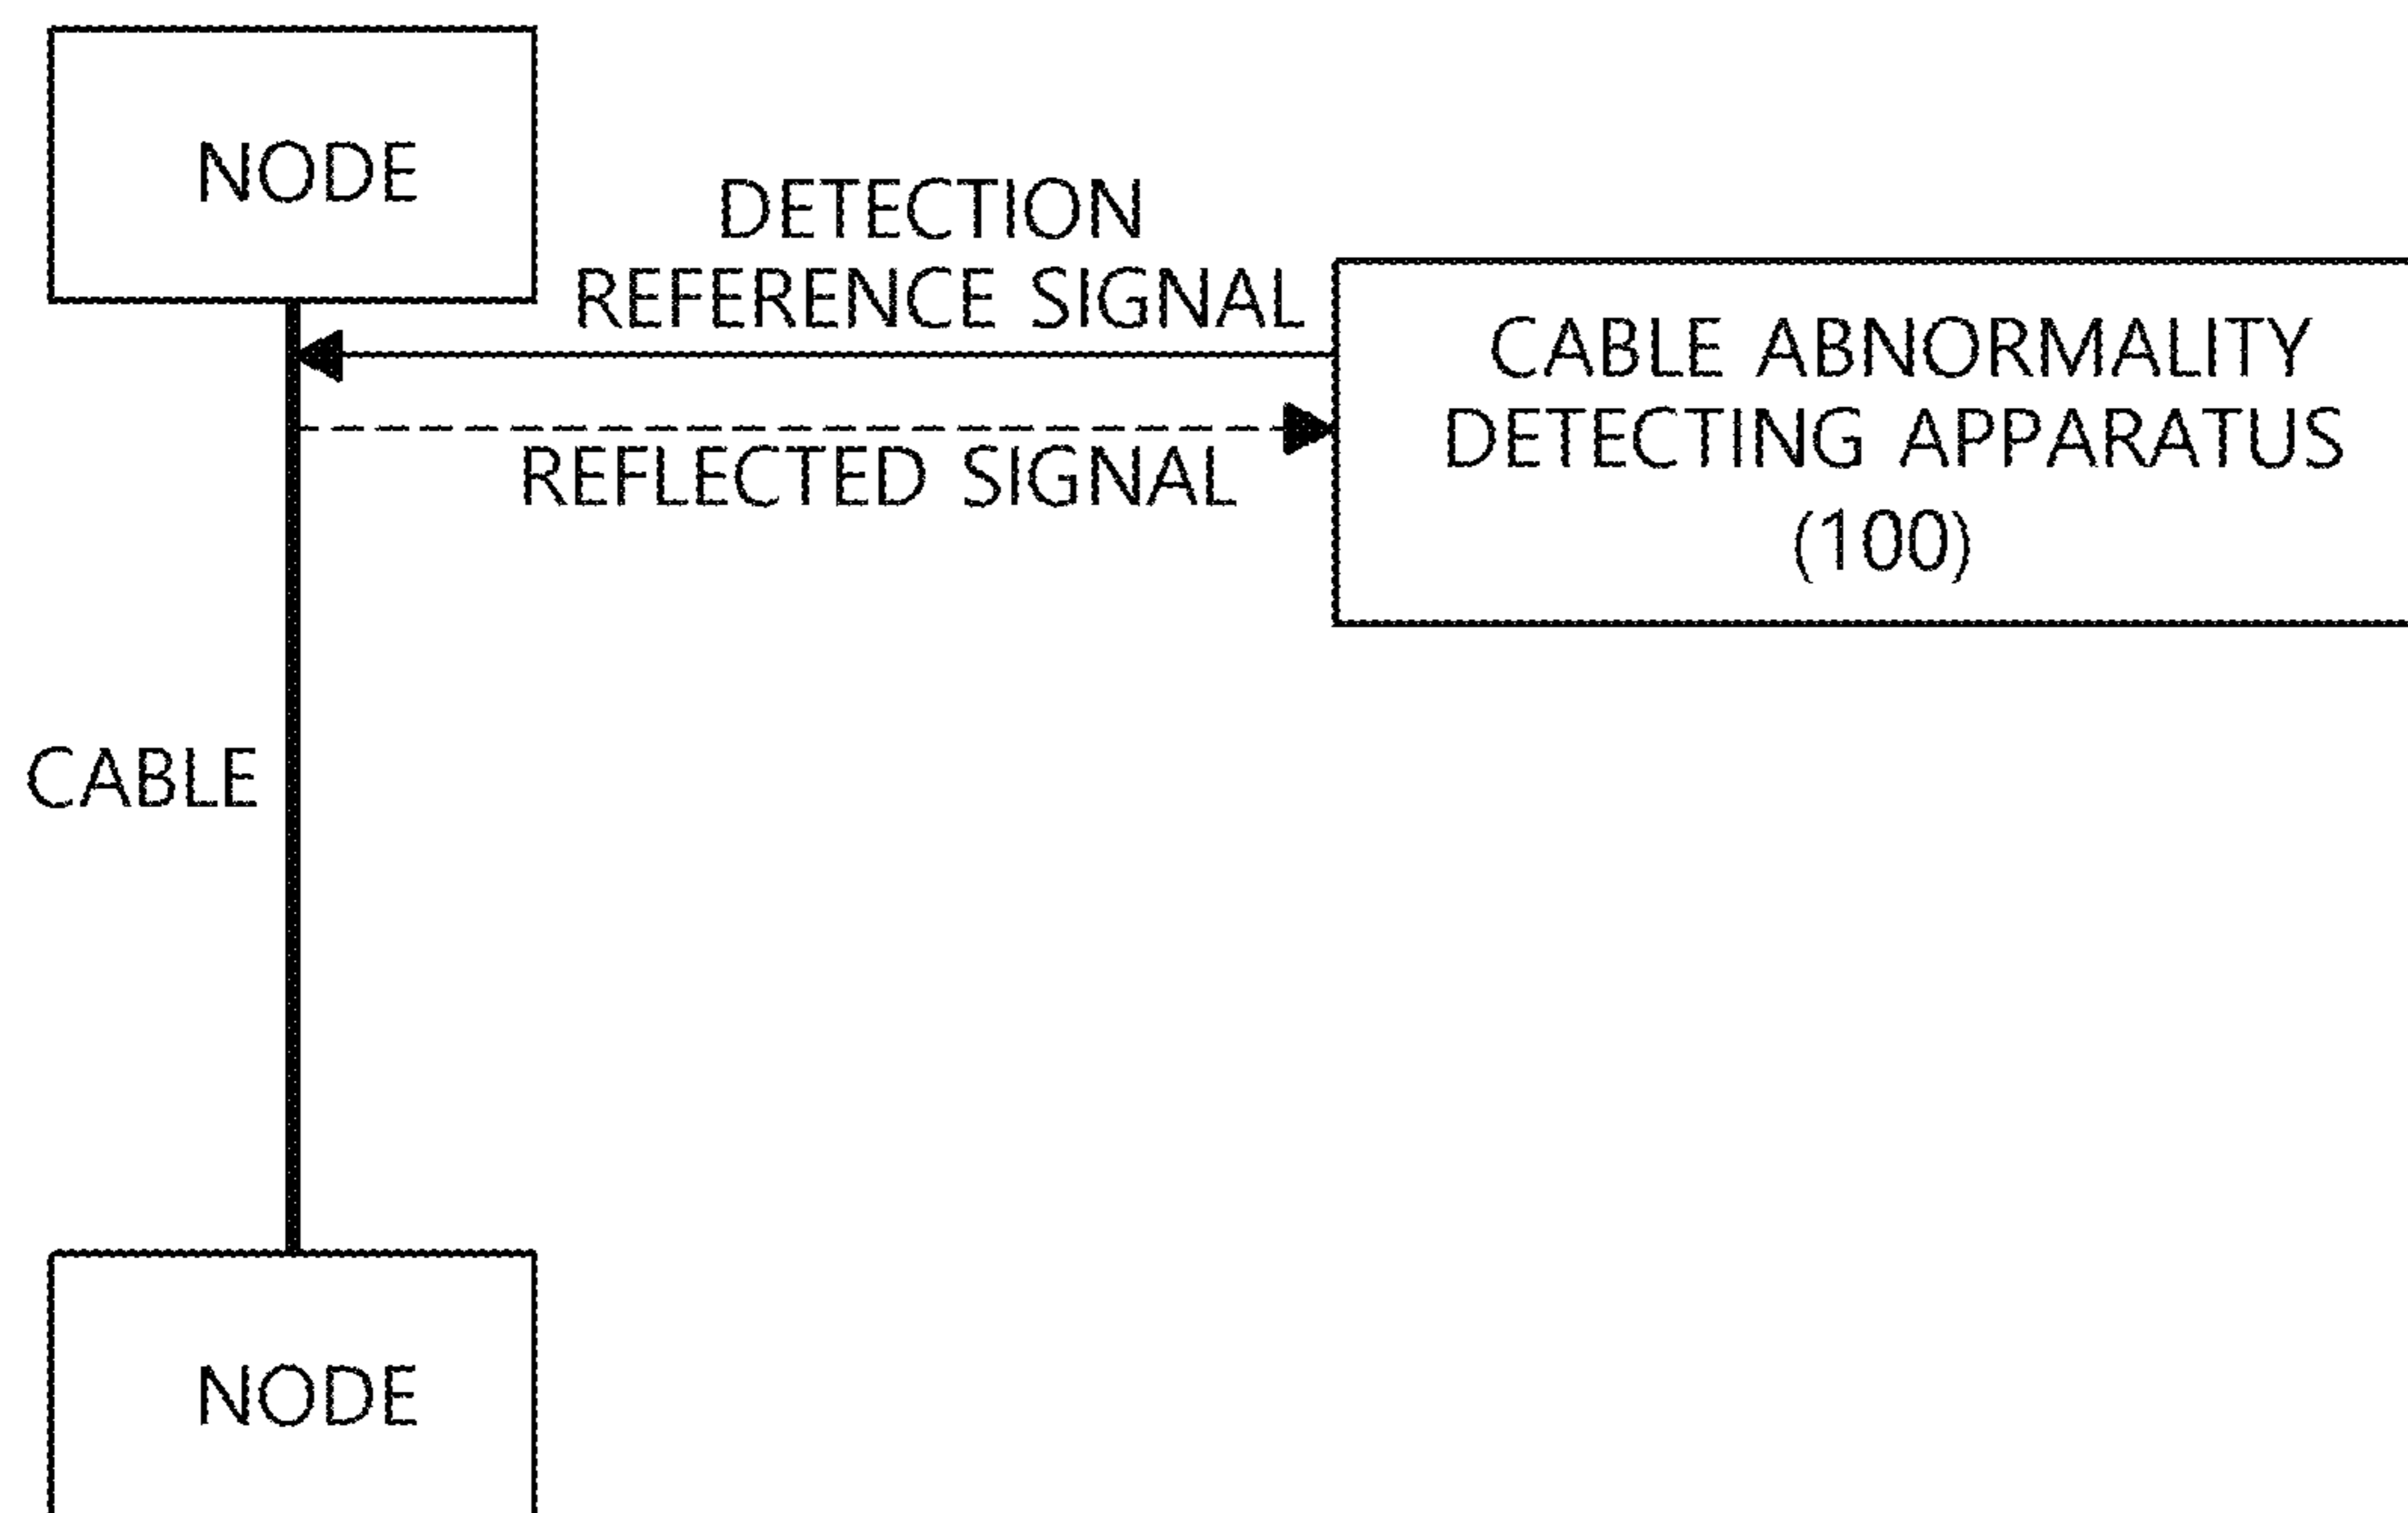 NODE
DETECTION
REFERENCE SIGNAL
CABLE ABNORMALITY
DETECTING APPARATUS
(100)
REFLECTED SIGNAL
CABLE
NODE